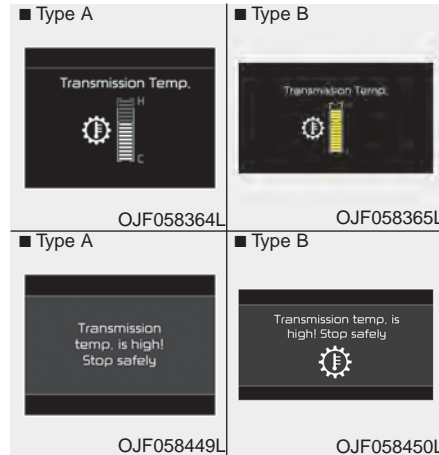 ■ Type A
■ Type B
Transmission Temp.
H
C
Transmission Temp.
OJF058364L
OJF058365L
■ Type A
■ Type B
Transmission
temp. is high!
Stop safely
Transmission temp. is
high! Stop safely
OJF058449L
OJF058450L